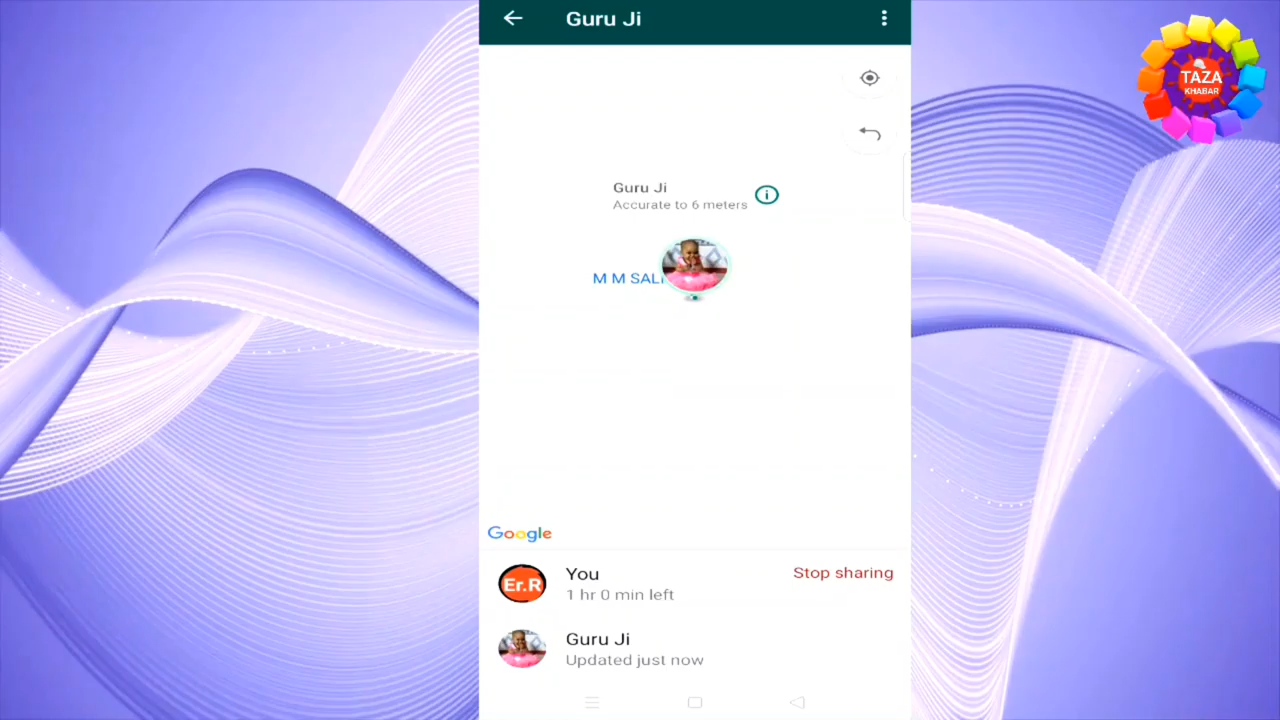 Guru Ji
TAZA
KHABAR
Guru Ji
Accurate to 6 meters
M M SAL
Google
You
Stop sharing
Er.R
1 hr 0 min left
Guru Ji
Updated just now